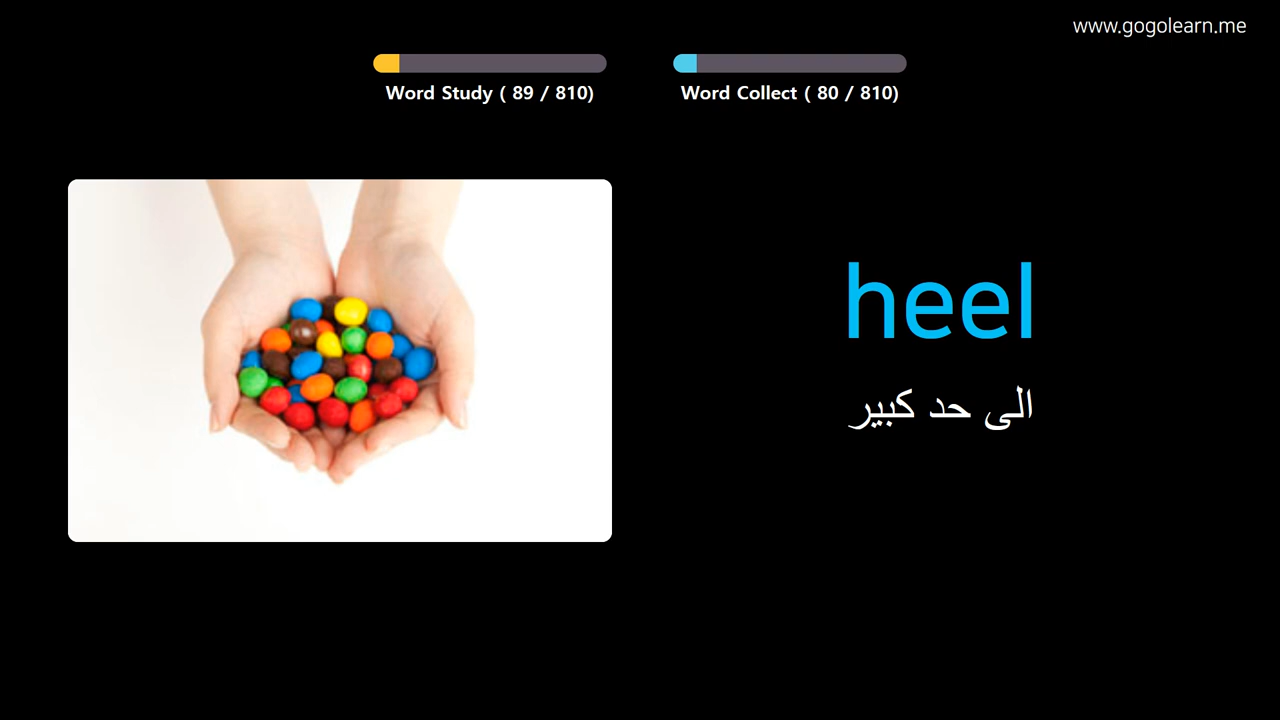 www.gogolearn.me
Word Study ( 89 / 810)
Word Collect ( 80 / 810)
heel
الى حد كبير